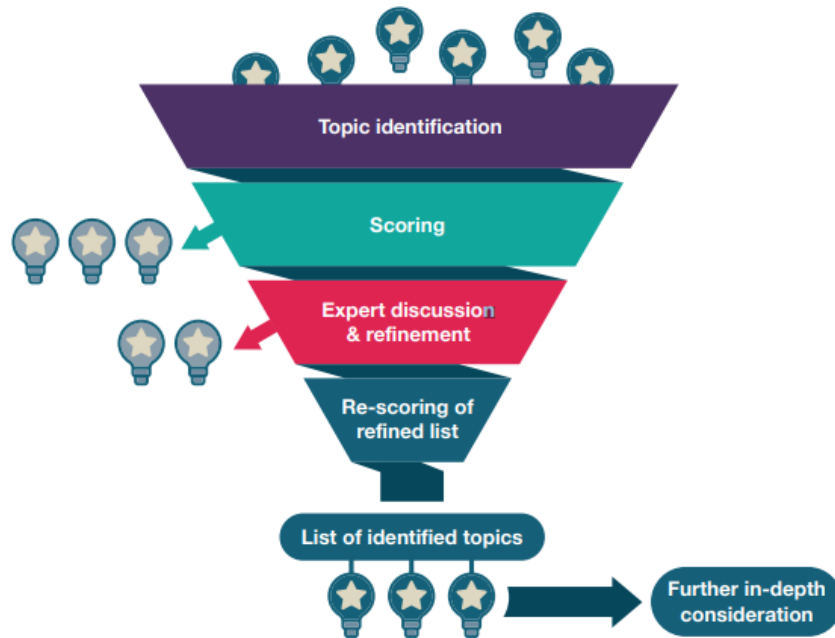 Topic identification
Scoring
Expert discussion
& refinement
Re-scoring of
refined list
List of identified topics
Further in-depth
consideration